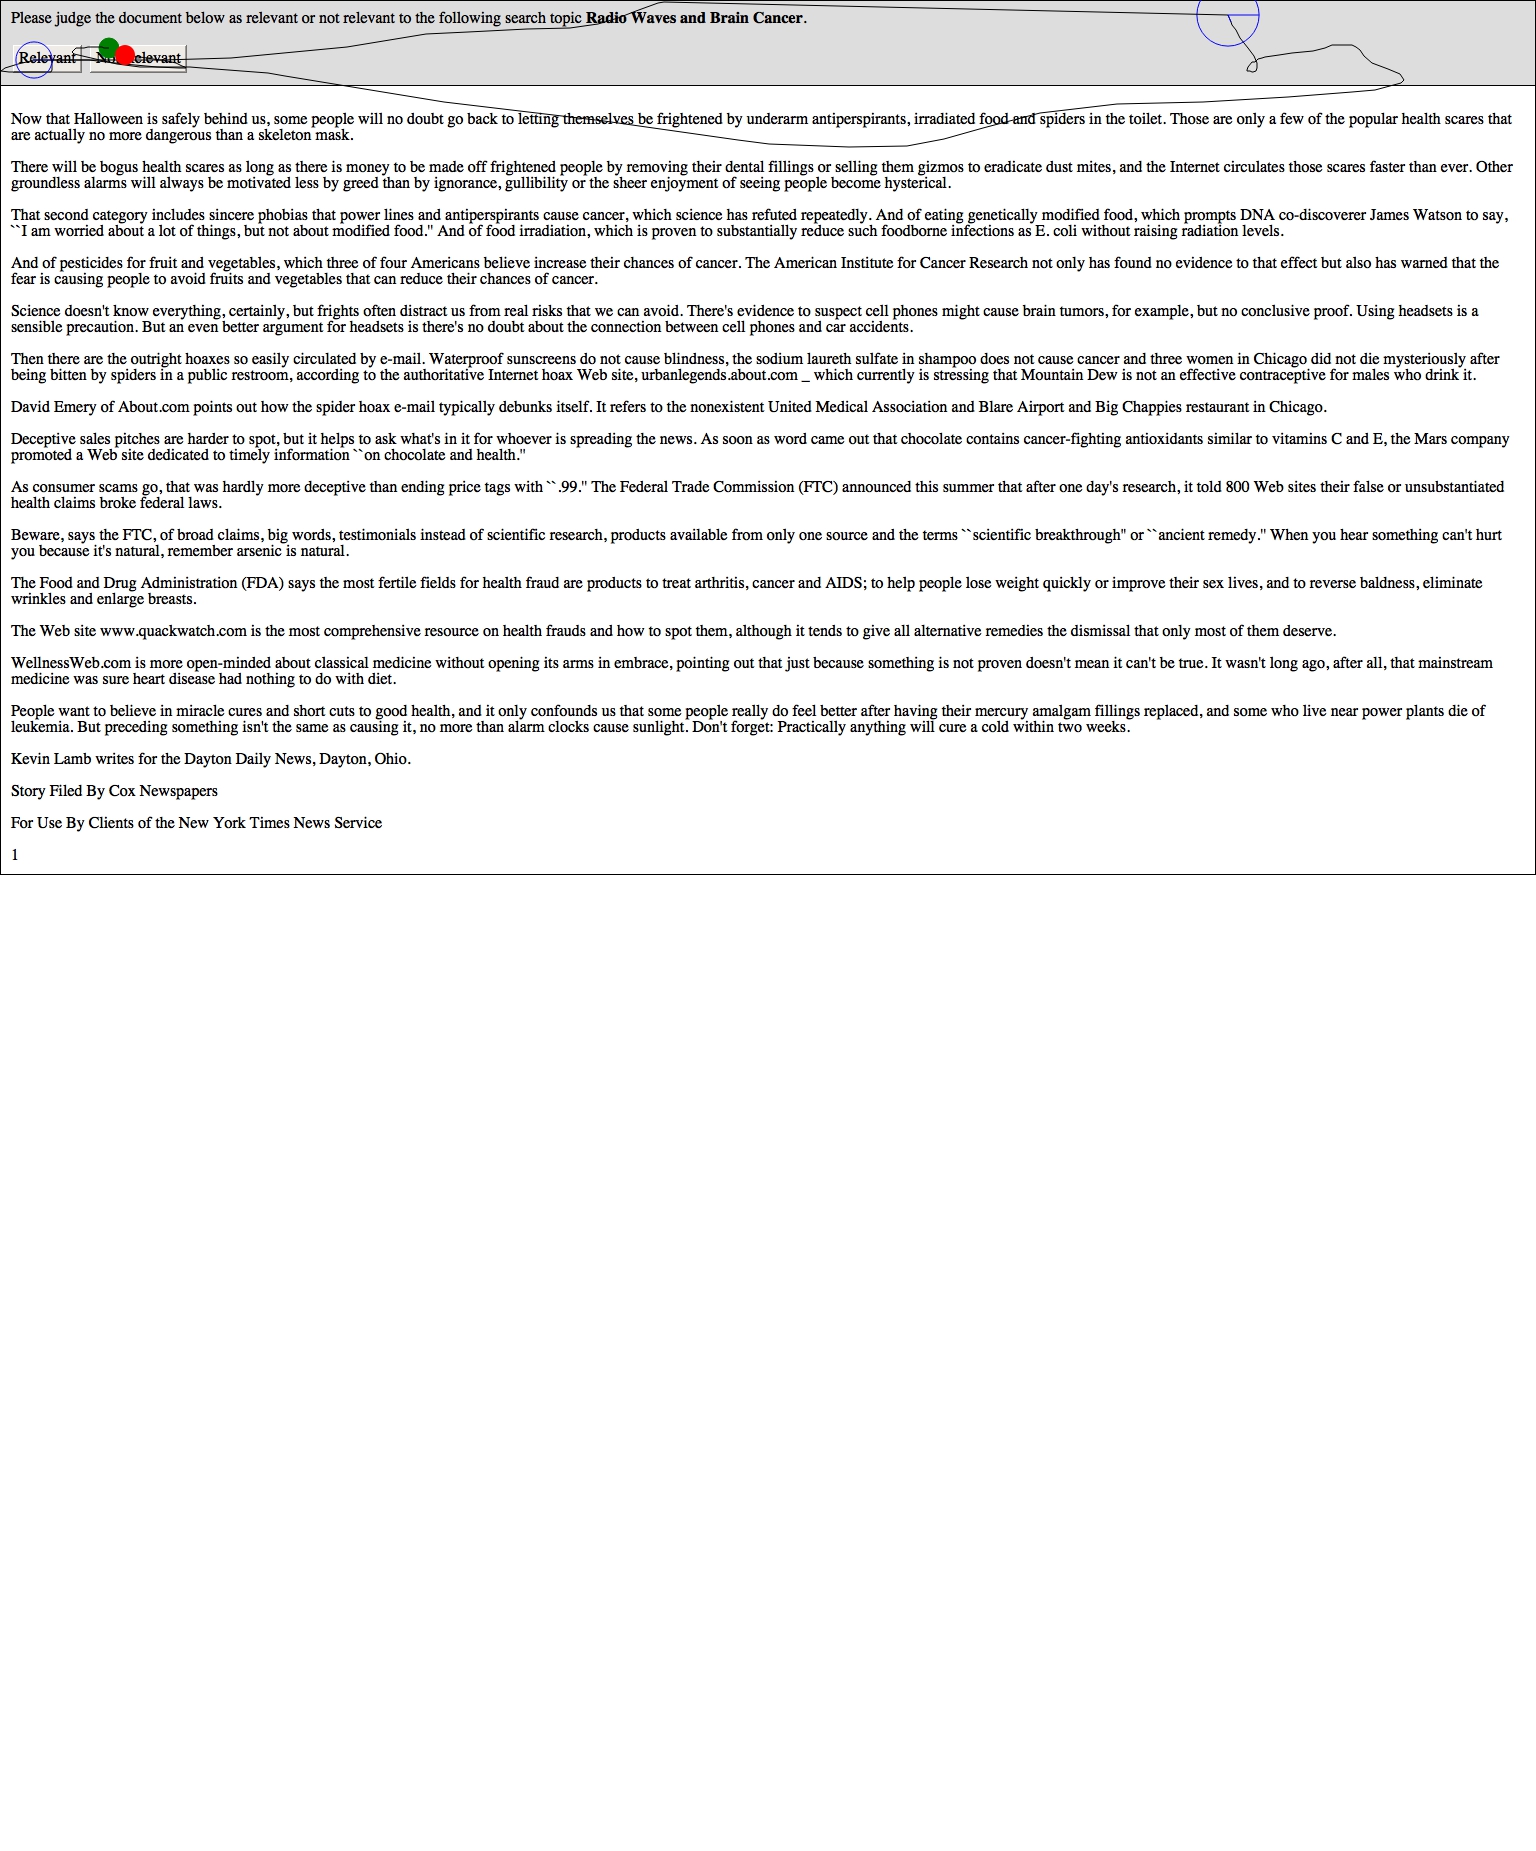 Please judge the document below as relevant or not relevant to the following search topic Radio Waves and Brain Cancer.
Relevant
Now that Halloween is safely behind us, some people will no doubt go back to letting themselves be frightened by underarm antiperspirants, irradiated food and spiders in the toilet. Those are only a few of the popular health scares that
are actually no more dangerous than a skeleton mask.
There will be bogus health scares as long as there is money to be made off frightened people by removing their dental fillings or selling them gizmos to eradicate dust mites, and the Internet circulates those scares faster than ever. Other
groundless alarms will always be motivated less by greed than by ignorance, gullibility or the sheer enjoyment of seeing people become hysterical.
That second category includes sincere phobias that power lines and antiperspirants cause cancer, which science has refuted repeatedly. And of eating genetically modified food, which prompts DNA co-discoverer James Watson to say,
``I am worried about a lot of things, but not about modified food." And of food irradiation, which is proven to substantially reduce such foodborne infections as E. coli without raising radiation levels.
And of pesticides for fruit and vegetables, which three of four Americans believe increase their chances of cancer. The American Institute for Cancer Research not only has found no evidence to that effect but also has warned that the
fear is causing people to avoid fruits and vegetables that can reduce their chances of cancer.
Science doesn't know everything, certainly, but frights often distract us from real risks that we can avoid. There's evidence to suspect cell phones might cause brain tumors, for example, but no conclusive proof. Using headsets is a
sensible precaution. But an even better argument for headsets is there's no doubt about the connection between cell phones and car accidents.
Then there are the outright hoaxes so easily circulated by e-mail. Waterproof sunscreens do not cause blindness, the sodium laureth sulfate in shampoo does not cause cancer and three women in Chicago did not die mysteriously after
being bitten by spiders in a public restroom, according to the authoritative Internet hoax Web site, urbanlegends.about.com _ which currently is stressing that Mountain Dew is not an effective contraceptive for males who drink it.
David Emery of About.com points out how the spider hoax e-mail typically debunks itself. It refers to the nonexistent United Medical Association and Blare Airport and Big Chappies restaurant in Chicago.
Deceptive sales pitches are harder to spot, but it helps to ask what's in it for whoever is spreading the news. As soon as word came out that chocolate contains cancer-fighting antioxidants similar to vitamins C and E, the Mars company
promoted a Web site dedicated to timely information ``on chocolate and health."
As consumer scams go, that was hardly more deceptive than ending price tags with ``.99." The Federal Trade Commission (FTC) announced this summer that after one day's research, it told 800 Web sites their false or unsubstantiated
health claims broke federal laws.
Beware, says the FTC, of broad claims, big words, testimonials instead of scientific research, products available from only one source and the terms ``scientific breakthrough" or ``ancient remedy." When you hear something can't hurt
you because it's natural, remember arsenic is natural.
The Food and Drug Administration (FDA) says the most fertile fields for health fraud are products to treat arthritis, cancer and AIDS; to help people lose weight quickly or improve their sex lives, and to reverse baldness, eliminate
wrinkles and enlarge breasts.
The Web site www.quackwatch.com is the most comprehensive resource on health frauds and how to spot them, although it tends to give all alternative remedies the dismissal that only most of them deserve.
WellnessWeb.com is more open-minded about classical medicine without opening its arms in embrace, pointing out that just because something is not proven doesn't mean it can't be true. It wasn't long ago, after all, that mainstream
medicine was sure heart disease had nothing to do with diet.
People want to believe in miracle cures and short cuts to good health, and it only confounds us that some people really do feel better after having their mercury amalgam fillings replaced, and some who live near power plants die of
leukemia. But preceding something isn't the same as causing it, no more than alarm clocks cause sunlight. Don't forget: Practically anything will cure a cold within two weeks.
Kevin Lamb writes for the Dayton Daily News, Dayton, Ohio.
Story Filed By Cox Newspapers
For Use By Clients of the New York Times News Service
1